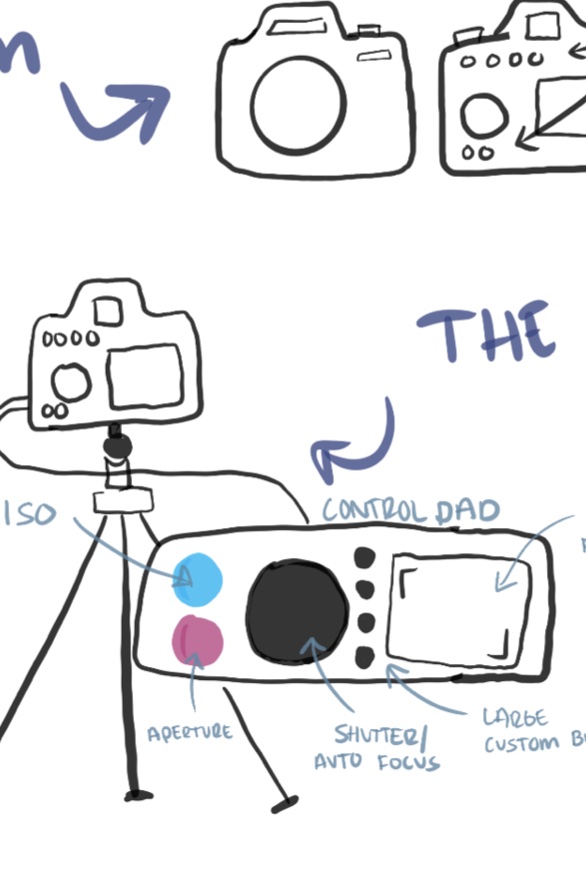 THE
CONTROL DAD
ISO
APERTURE
SHUTTER/
AUTO FOCUS
LARGE
CUSTOM